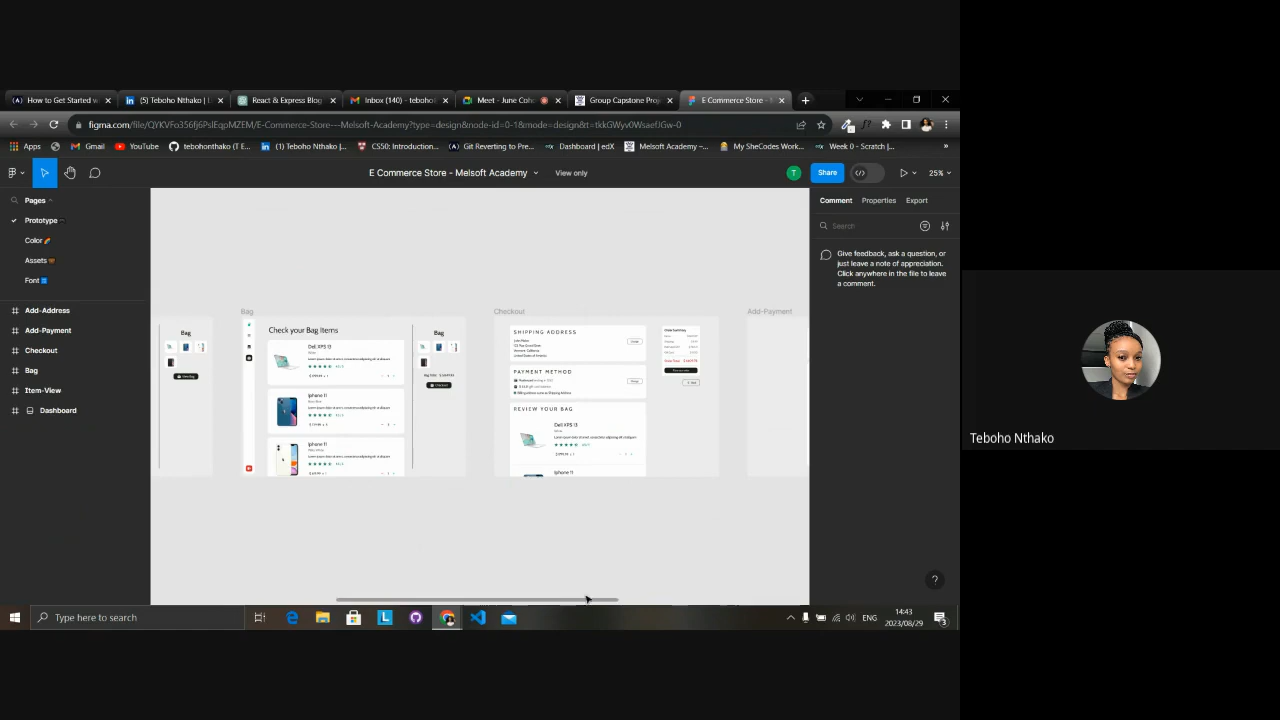 How to Get Started w
(5) Teboho Nthako |
React & Express Blog
Inbox (140) - teboho
Meet - June Coh
Group Capstone Proj
E Commerce Store -
figma.com/file/QYKVFo356fj6PslEqpMZEM/E-Commerce-Store---Melsoft-Academy?type=design&node-id=0-1&mode=design&t=tkkGWyv0WsaefJGw-0
Apps
Gmail
YouTube
tebohonthako (T E...
(1) Teboho Nthako |...
CS50: Introduction...
Git Reverting to Pre...
Dashboard | edX
Melsoft Academy –...
My SheCodes Work...
Week 0 - Scratch |...
E Commerce Store - Melsoft Academy
View only
T
Share
25%
Pages
Prototype
Color
Assets
Font
Add-Address
Add-Payment
Checkout
Bag
Item-View
Dashboard
Comment
Properties
Export
Search
Give feedback, ask a question, or
just leave a note of appreciation.
Click anywhere in the file to leave
a comment.
Bag
Bag
Check your Bag Items
Dell XPS 13
Iphone 11
Iphone 11
Bag
Checkout
Checkout
SHIPPING ADDRESS
PAYMENT METHOD
REVIEW YOUR BAG
Dell XPS 13
Iphone 11
Add-Payment
Teboho Nthako
Type here to search
ENG
14:43
2023/08/29
3